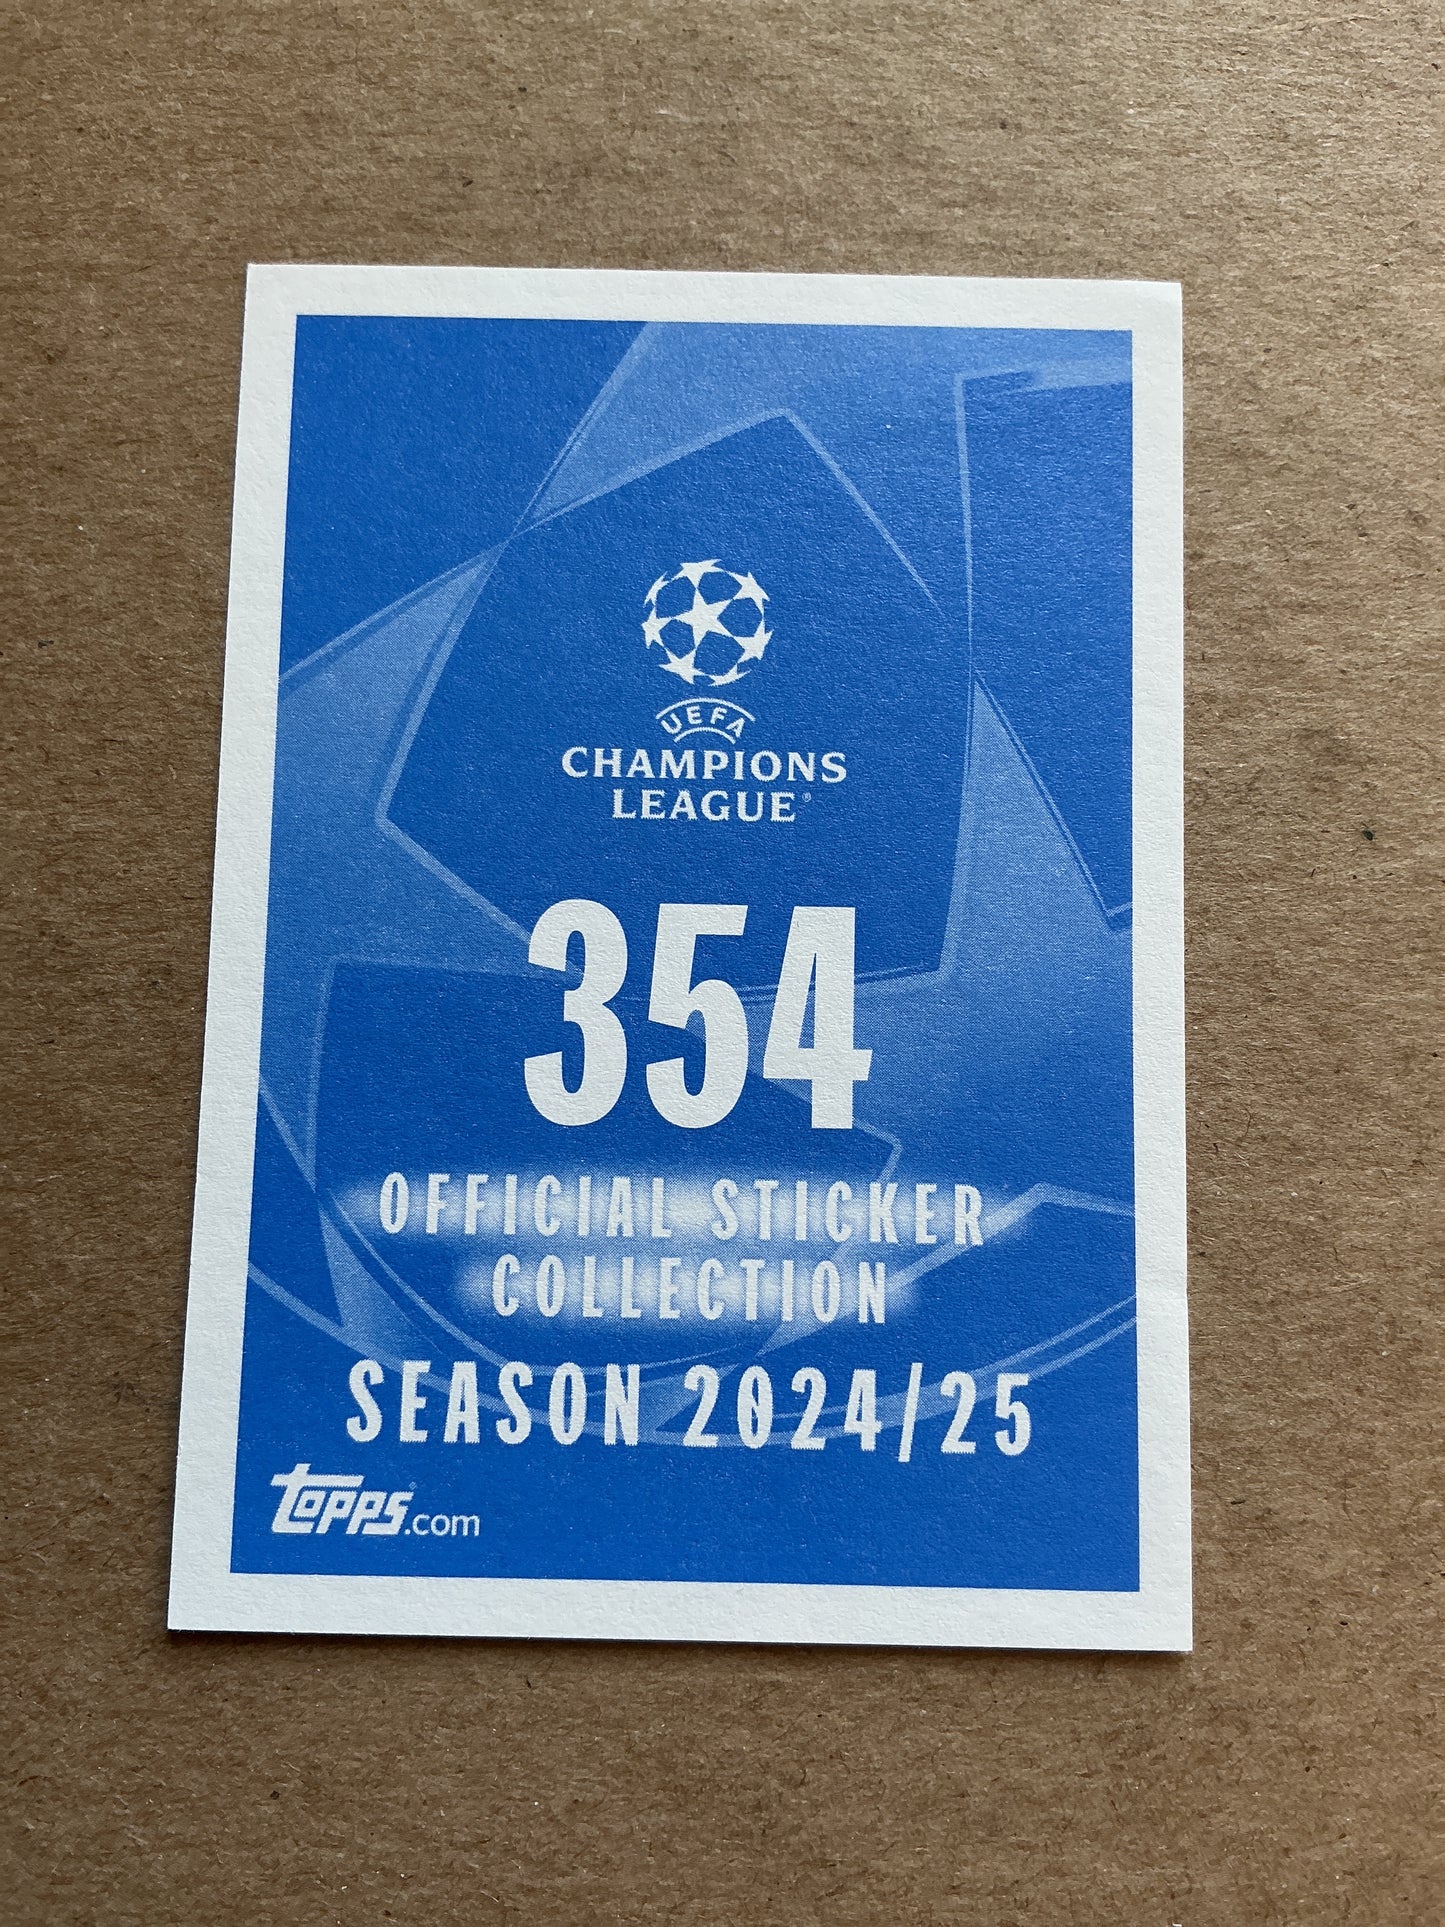 UEFA
CHAMPIONS
LEAGUE®
354
OFFICIAL STICKER
COLLECTION
SEASON 2024/25
topps.com